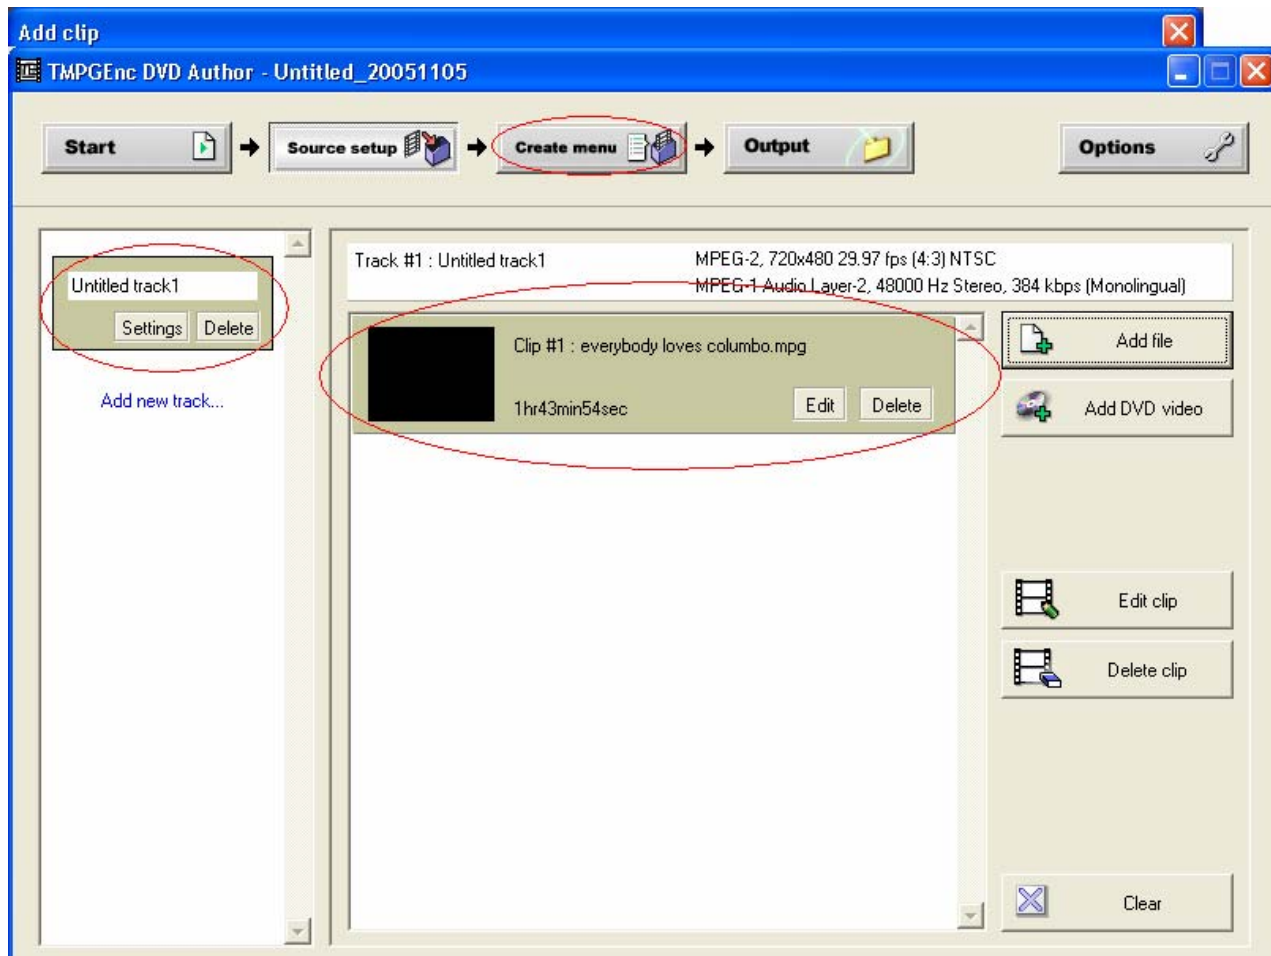 Add clip
TMPGEnc DVD Author - Untitled_20051105
Start
Source setup
Create menu
Output
Options
Untitled track1
Settings
Delete
Add new track...
Track #1 : Untitled track1
MPEG-2, 720x480 29.97 fps (4:3) NTSC
MPEG-1 Audio Layer-2, 48000 Hz Stereo, 384 kbps (Monolingual)
Clip #1 : everybody loves columbo.mpg
1hr43min54sec
Edit
Delete
Add file
Add DVD video
Edit clip
Delete clip
Clear